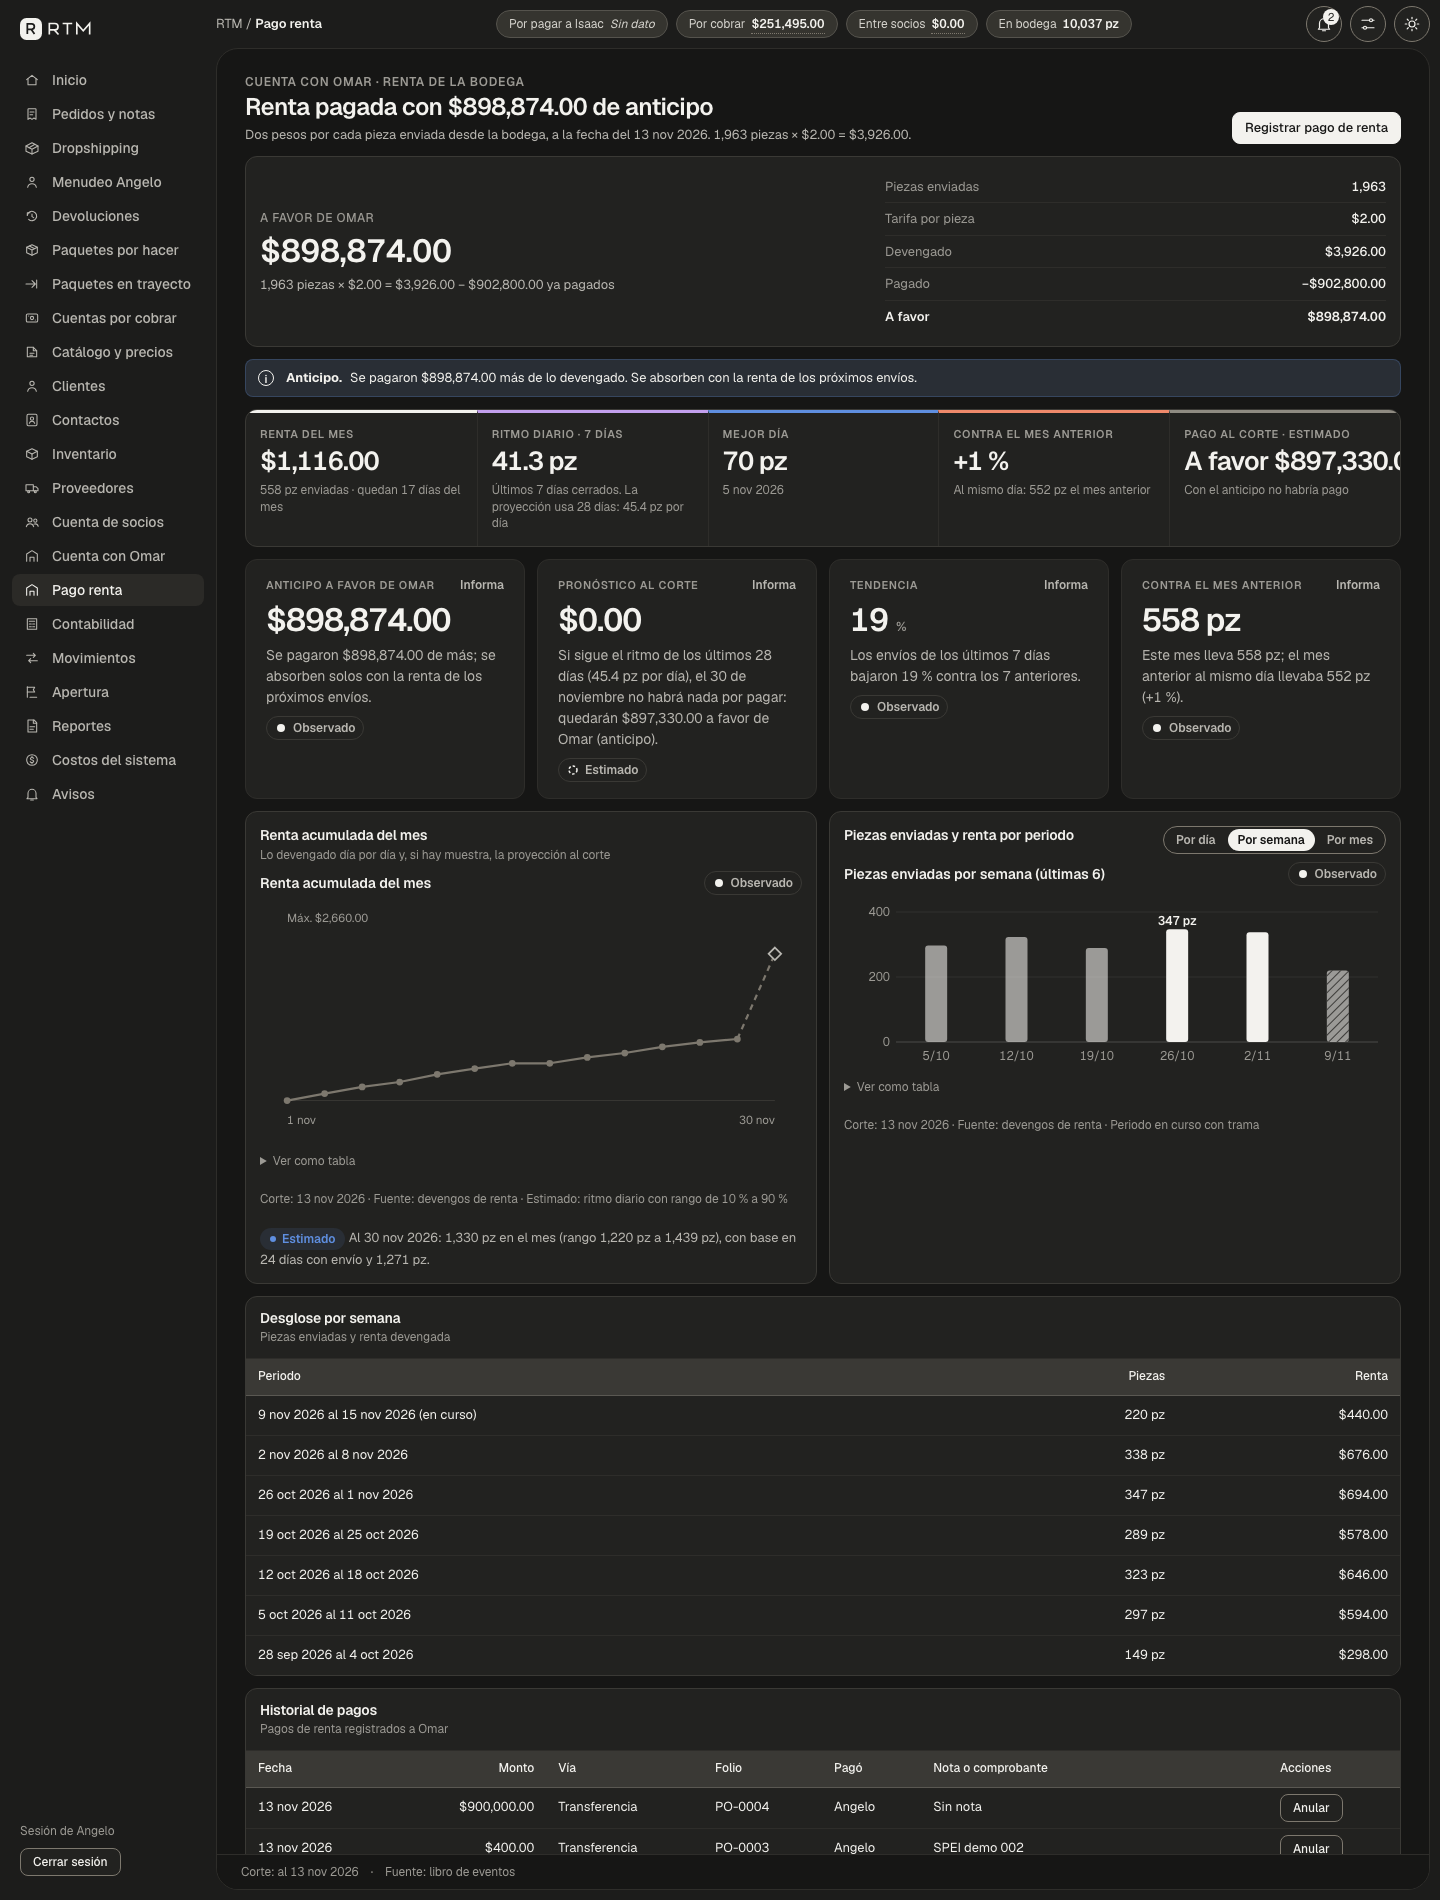 R RTM
RTM / Pago renta
Por pagar a Isaac Sin dato
Por cobrar $251,495.00
Entre socios $0.00
En bodega 10,037 pz
2
Inicio
Pedidos y notas
Dropshipping
Menudeo Angelo
Devoluciones
Paquetes por hacer
Paquetes en trayecto
Cuentas por cobrar
Catálogo y precios
Clientes
Contactos
Inventario
Proveedores
Cuenta de socios
Cuenta con Omar
Pago renta
Contabilidad
Movimientos
Apertura
Reportes
Costos del sistema
Avisos
Sesión de Angelo
Cerrar sesión
CUENTA CON OMAR · RENTA DE LA BODEGA
Renta pagada con $898,874.00 de anticipo
Dos pesos por cada pieza enviada desde la bodega, a la fecha del 13 nov 2026. 1,963 piezas × $2.00 = $3,926.00.
Registrar pago de renta
A FAVOR DE OMAR
$898,874.00
1,963 piezas × $2.00 = $3,926.00 − $902,800.00 ya pagados
Piezas enviadas 1,963
Tarifa por pieza $2.00
Devengado $3,926.00
Pagado −$902,800.00
A favor $898,874.00
Anticipo. Se pagaron $898,874.00 más de lo devengado. Se absorben con la renta de los próximos envíos.
RENTA DEL MES
$1,116.00
558 pz enviadas · quedan 17 días del
mes
RITMO DIARIO · 7 DÍAS
41.3 pz
Últimos 7 días cerrados. La
proyección usa 28 días: 45.4 pz por
día
MEJOR DÍA
70 pz
5 nov 2026
CONTRA EL MES ANTERIOR
+1 %
Al mismo día: 552 pz el mes anterior
PAGO AL CORTE · ESTIMADO
A favor $897,330.0
Con el anticipo no habría pago
ANTICIPO A FAVOR DE OMAR Informa
$898,874.00
Se pagaron $898,874.00 de más; se
absorben solos con la renta de los
próximos envíos.
Observado
PRONÓSTICO AL CORTE Informa
$0.00
Si sigue el ritmo de los últimos 28
días (45.4 pz por día), el 30 de
noviembre no habrá nada por pagar:
quedarán $897,330.00 a favor de
Omar (anticipo).
Estimado
TENDENCIA Informa
19 %
Los envíos de los últimos 7 días
bajaron 19 % contra los 7 anteriores.
Observado
CONTRA EL MES ANTERIOR Informa
558 pz
Este mes lleva 558 pz; el mes
anterior al mismo día llevaba 552 pz
(+1 %).
Observado
Renta acumulada del mes
Lo devengado día por día y, si hay muestra, la proyección al corte
Renta acumulada del mes Observado
Máx. $2,660.00
1 nov 30 nov
Ver como tabla
Corte: 13 nov 2026 · Fuente: devengos de renta · Estimado: ritmo diario con rango de 10 % a 90 %
Estimado Al 30 nov 2026: 1,330 pz en el mes (rango 1,220 pz a 1,439 pz), con base en
24 días con envío y 1,271 pz.
Piezas enviadas y renta por periodo
Por día Por semana Por mes
Piezas enviadas por semana (últimas 6) Observado
400
347 pz
200
0
5/10 12/10 19/10 26/10 2/11 9/11
Ver como tabla
Corte: 13 nov 2026 · Fuente: devengos de renta · Periodo en curso con trama
Desglose por semana
Piezas enviadas y renta devengada
Periodo Piezas Renta
9 nov 2026 al 15 nov 2026 (en curso) 220 pz $440.00
2 nov 2026 al 8 nov 2026 338 pz $676.00
26 oct 2026 al 1 nov 2026 347 pz $694.00
19 oct 2026 al 25 oct 2026 289 pz $578.00
12 oct 2026 al 18 oct 2026 323 pz $646.00
5 oct 2026 al 11 oct 2026 297 pz $594.00
28 sep 2026 al 4 oct 2026 149 pz $298.00
Historial de pagos
Pagos de renta registrados a Omar
Fecha Monto Vía Folio Pagó Nota o comprobante Acciones
13 nov 2026 $900,000.00 Transferencia PO-0004 Angelo Sin nota Anular
13 nov 2026 $400.00 Transferencia PO-0003 Angelo SPEI demo 002 Anular
Corte: al 13 nov 2026 · Fuente: libro de eventos